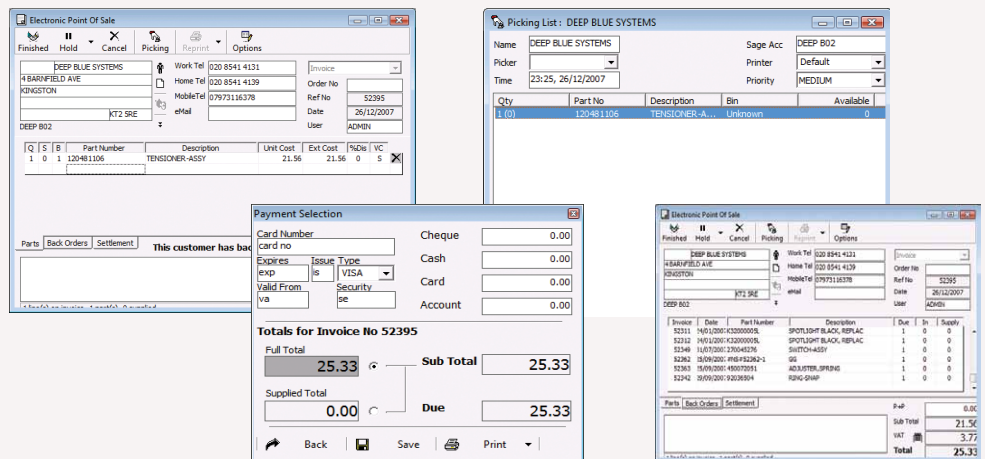 Electronic Point Of Sale
Finished Hold Cancel Picking Reprint Options
DEEP BLUE SYSTEMS Work Tel 020 8541 4131 Invoice
4 BARNFIELD AVE Home Tel 020 8541 4139 Order No
KINGSTON MobileTel 07973116378 Ref No 52395
KT2 5RE eMail Date 26/12/2007
DEEP B02 User ADMIN
Q S B Part Number Description Unit Cost Ext Cost %Dis VC
1 0 1 120481106 TENSIONER-ASSY 21.56 21.56 0 S X
Parts Back Orders Settlement This customer has bac
Picking List : DEEP BLUE SYSTEMS
Name DEEP BLUE SYSTEMS Sage Acc DEEP B02
Picker Printer Default
Time 23:25, 26/12/2007 Priority MEDIUM
Qty Part No Description Bin Available
1 (0) 120481106 TENSIONER-A... Unknown 0
Payment Selection
Card Number Cheque 0.00
card no
Expires Issue Type Cash 0.00
exp is VISA Card 0.00
Valid From Security
va se Account 0.00
Totals for Invoice No 52395
Full Total
25.33 Sub Total 25.33
Supplied Total
0.00 Due 25.33
Back Save Print
Electronic Point Of Sale
Finished Hold Cancel Picking Reprint Options
DEEP BLUE SYSTEMS Work Tel 020 8541 4131 Invoice
4 BARNFIELD AVE Home Tel 020 8541 4139 Order No
KINGSTON MobileTel 07973116378 Ref No 52395
KT2 5RE eMail Date 26/12/2007
DEEP B02 User ADMIN
Invoice Date Part Number Description Due In Supply
52311 K32000005L SPOTLIGHT BLACK, REPLAC 1 0 0
52312 K32000005L SPOTLIGHT BLACK, REPLAC 1 0 0
52349 270045276 SWITCH-ASSY 1 0 0
52362 #NS#52362-1 GG 1 0 0
52363 450072051 ADJUSTER,SPRING 1 0 0
52342 92036504 RING-SNAP 1 0 0
Parts Back Orders Settlement
P+P 0.00
Sub Total 21.56
VAT 3.77
Total 25.33